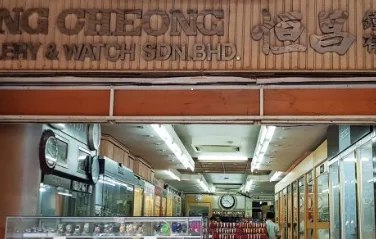 NG CHEONG 恒昌
LERY & WATCH SDN. BHD.